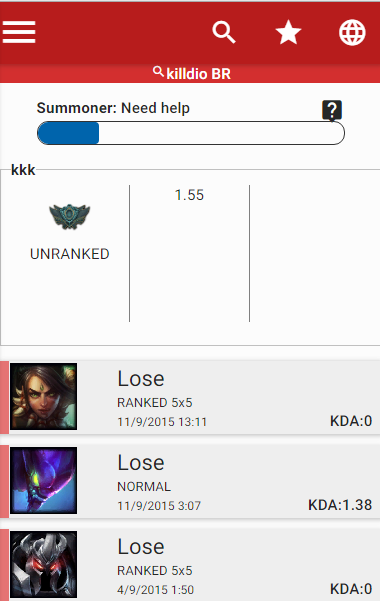 killdio BR
Summoner: Need help
?
kkk
1.55
UNRANKED
Lose
RANKED 5x5
11/9/2015 13:11
KDA:0
Lose
NORMAL
11/9/2015 3:07
KDA:1.38
Lose
RANKED 5x5
4/9/2015 1:50
KDA:0